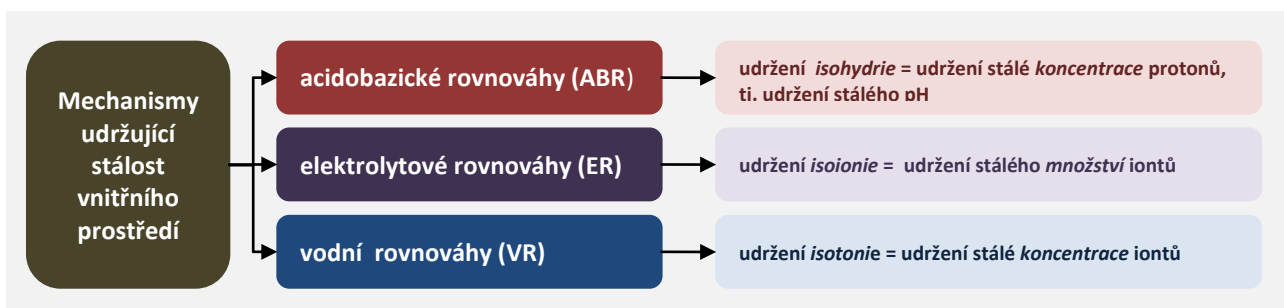 Mechanismy
udržující
stálost
vnitřního
prostředí
acidobazické rovnováhy (ABR)
udržení isohydrie = udržení stálé koncentrace protonů,
tj. udržení stálého pH
elektrolytové rovnováhy (ER)
udržení isoionie = udržení stálého množství iontů
vodní rovnováhy (VR)
udržení isotonie = udržení stálé koncentrace iontů